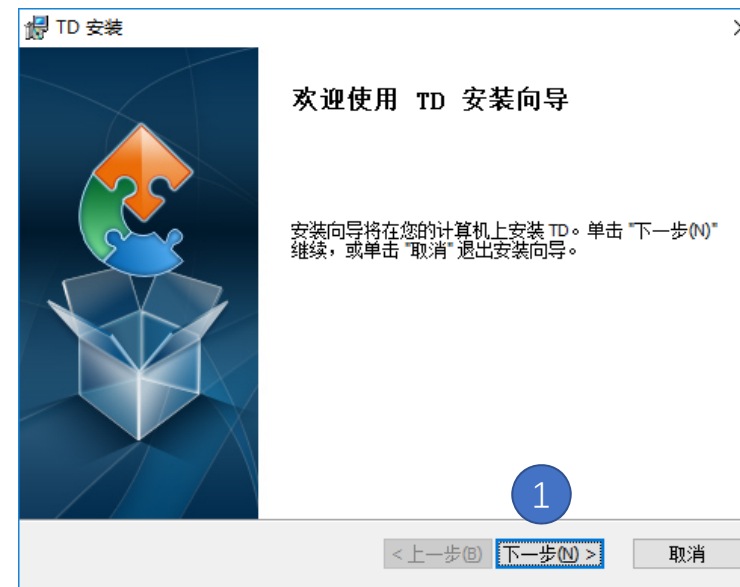 TD 安装
欢迎使用 TD 安装向导
安装向导将在您的计算机上安装 TD。单击 "下一步(N)"
继续，或单击 "取消" 退出安装向导。
1
< 上一步(B) 下一步(N) > 取消